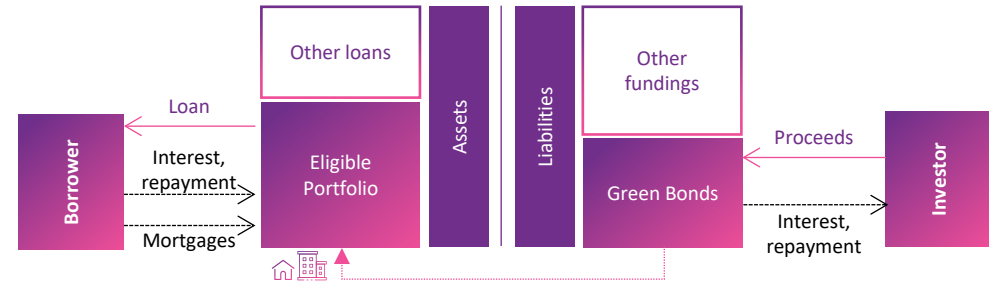 Other loans
Assets
Liabilities
Other
fundings
Borrower
Loan
Interest,
repayment
Mortgages
Eligible
Portfolio
Green Bonds
Proceeds
Interest,
repayment
Investor